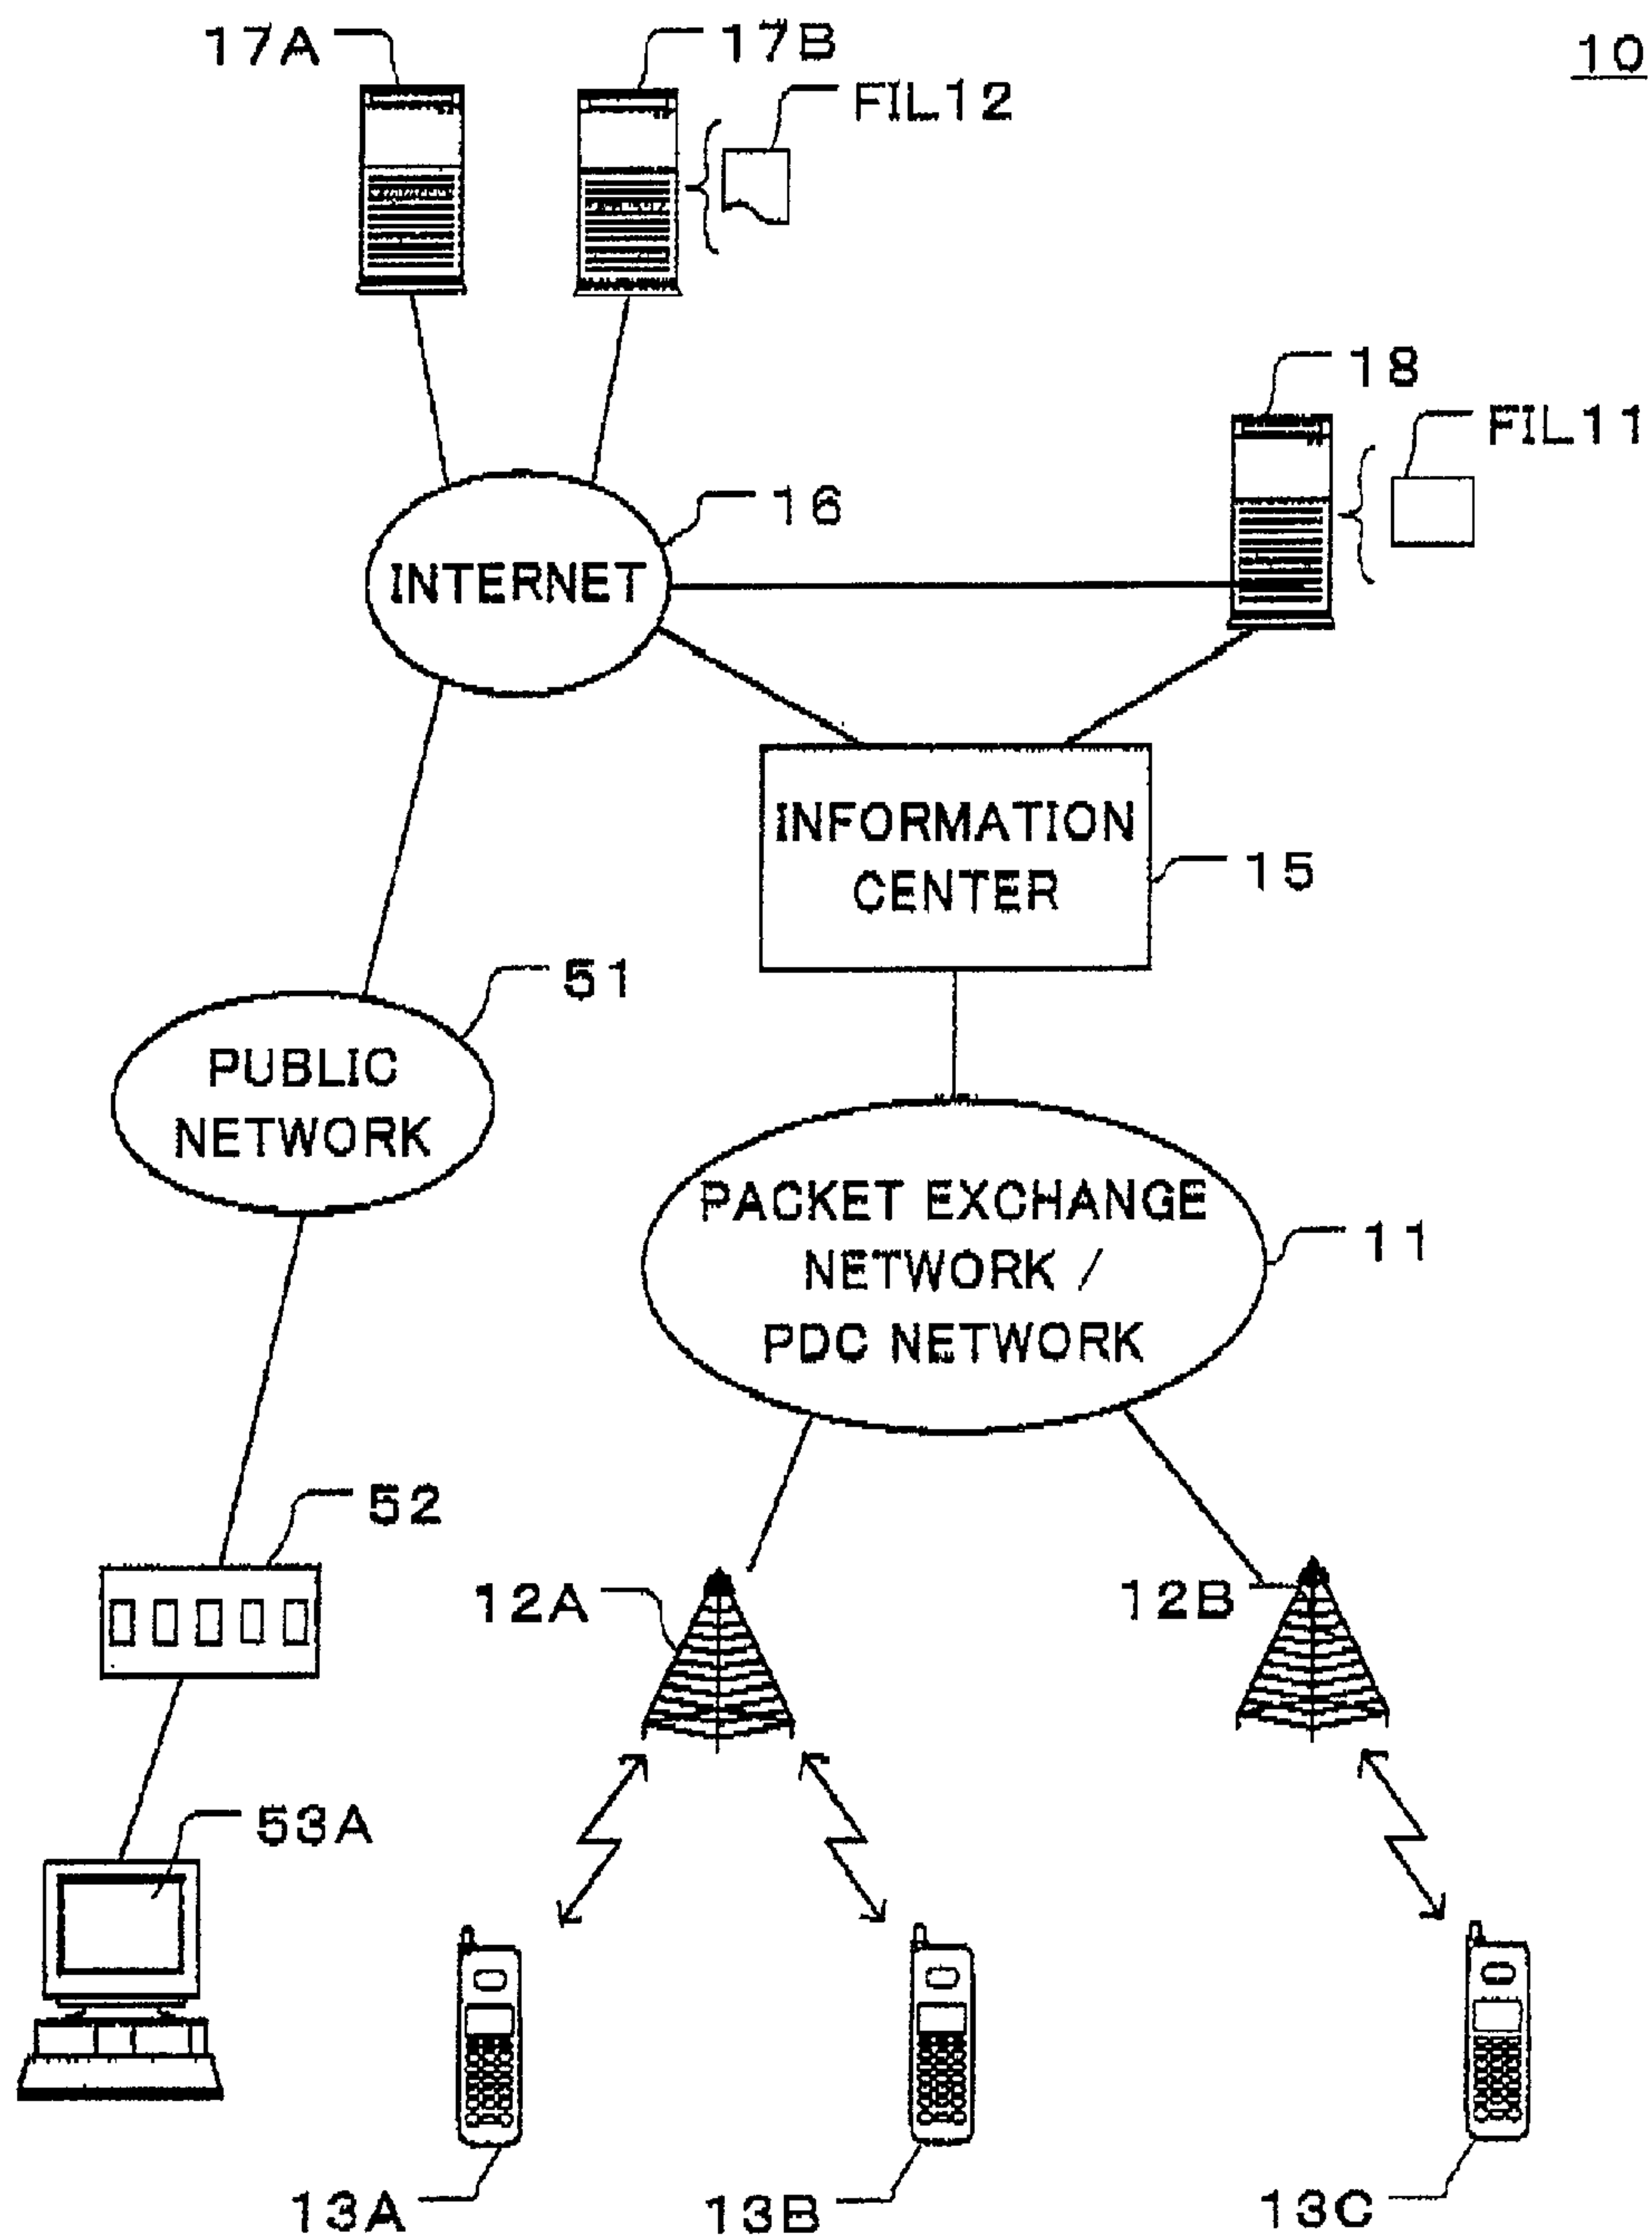 17A
17B
10
FIL12
18
FIL11
16
INTERNET
INFORMATION
CENTER
15
51
PUBLIC
NETWORK
PACKET EXCHANGE
NETWORK /
PDC NETWORK
11
52
12A
12B
53A
13A
13B
13C